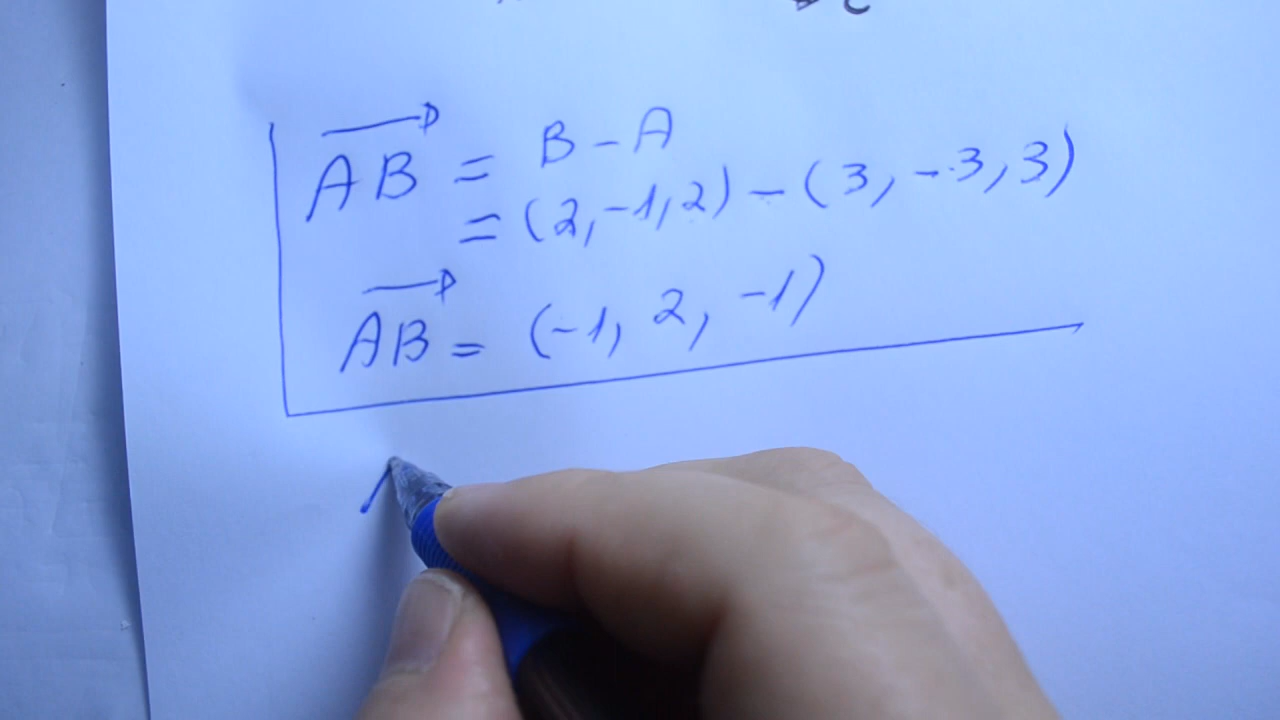 AB = B - A
= (2, -1, 2) - (3, -3, 3)
AB = (-1, 2, -1)